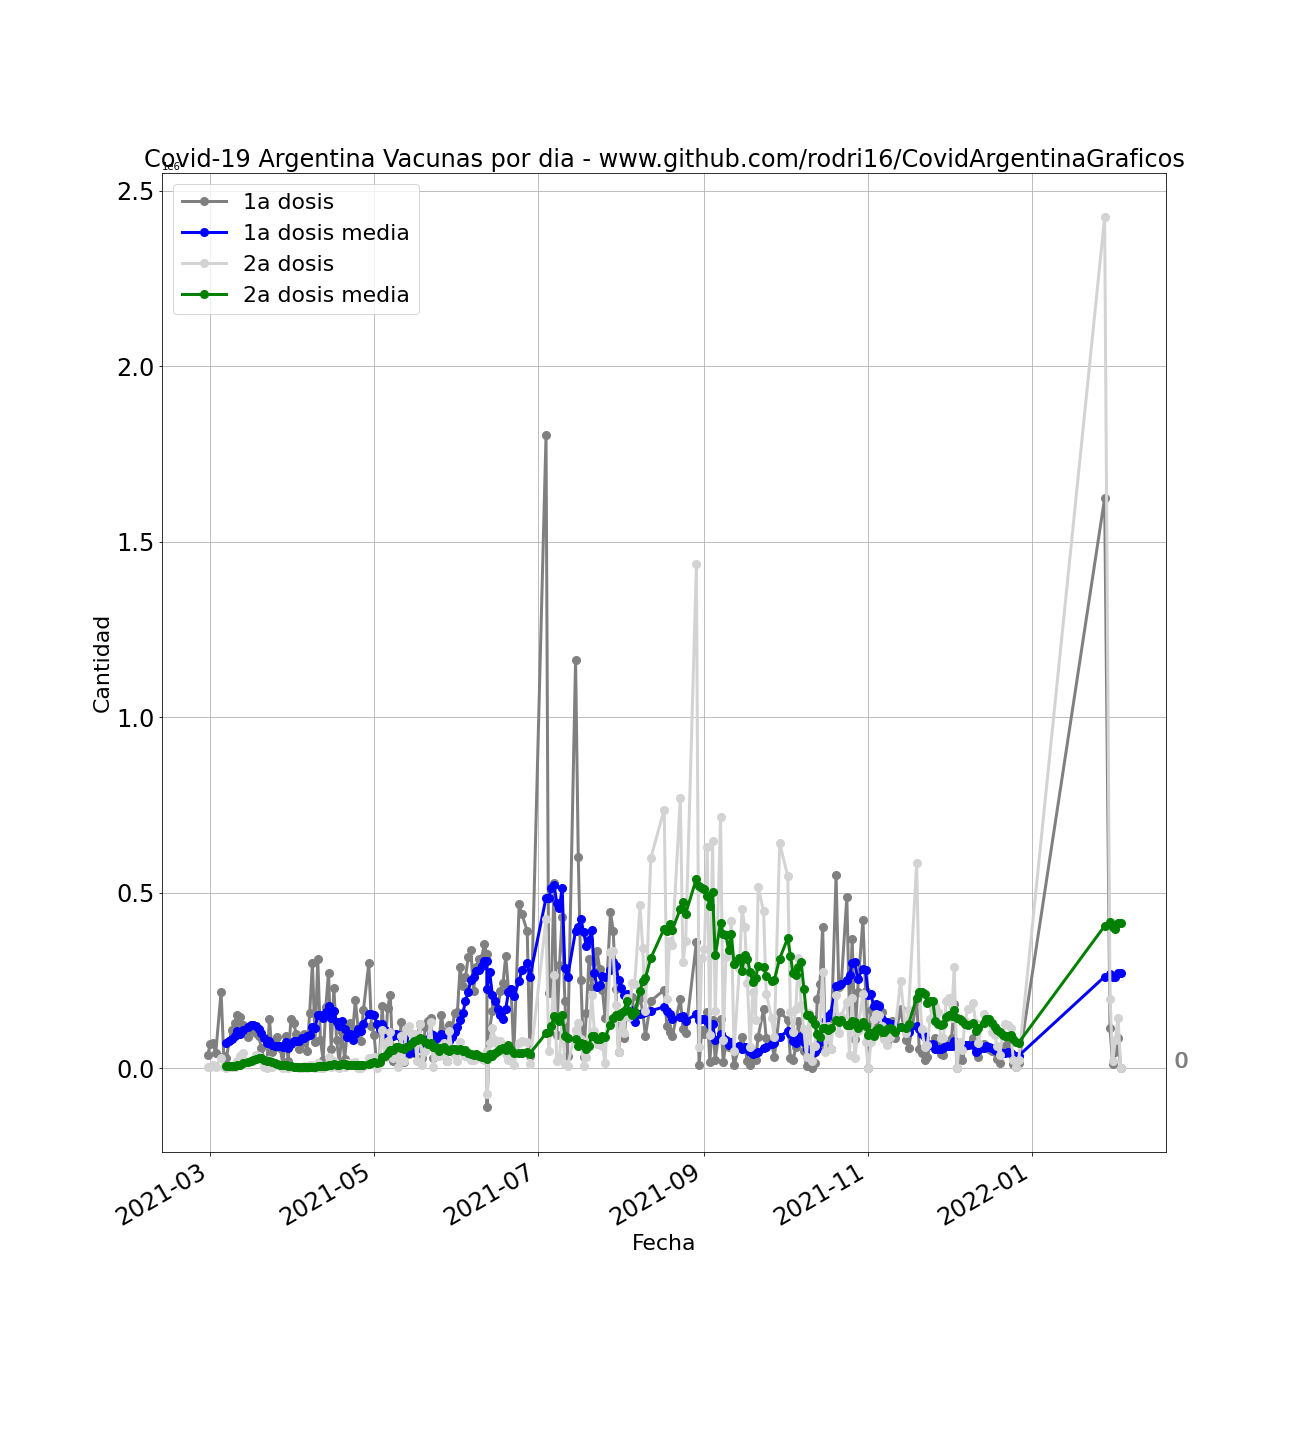 Covid-19 Argentina Vacunas por dia - www.github.com/rodri16/CovidArgentinaGraficos
1e6
1a dosis
1a dosis media
2a dosis
2a dosis media
2.5
2.0
1.5
1.0
0.5
0.0
Cantidad
0
2021-03
2021-05
2021-07
2021-09
2021-11
2022-01
Fecha